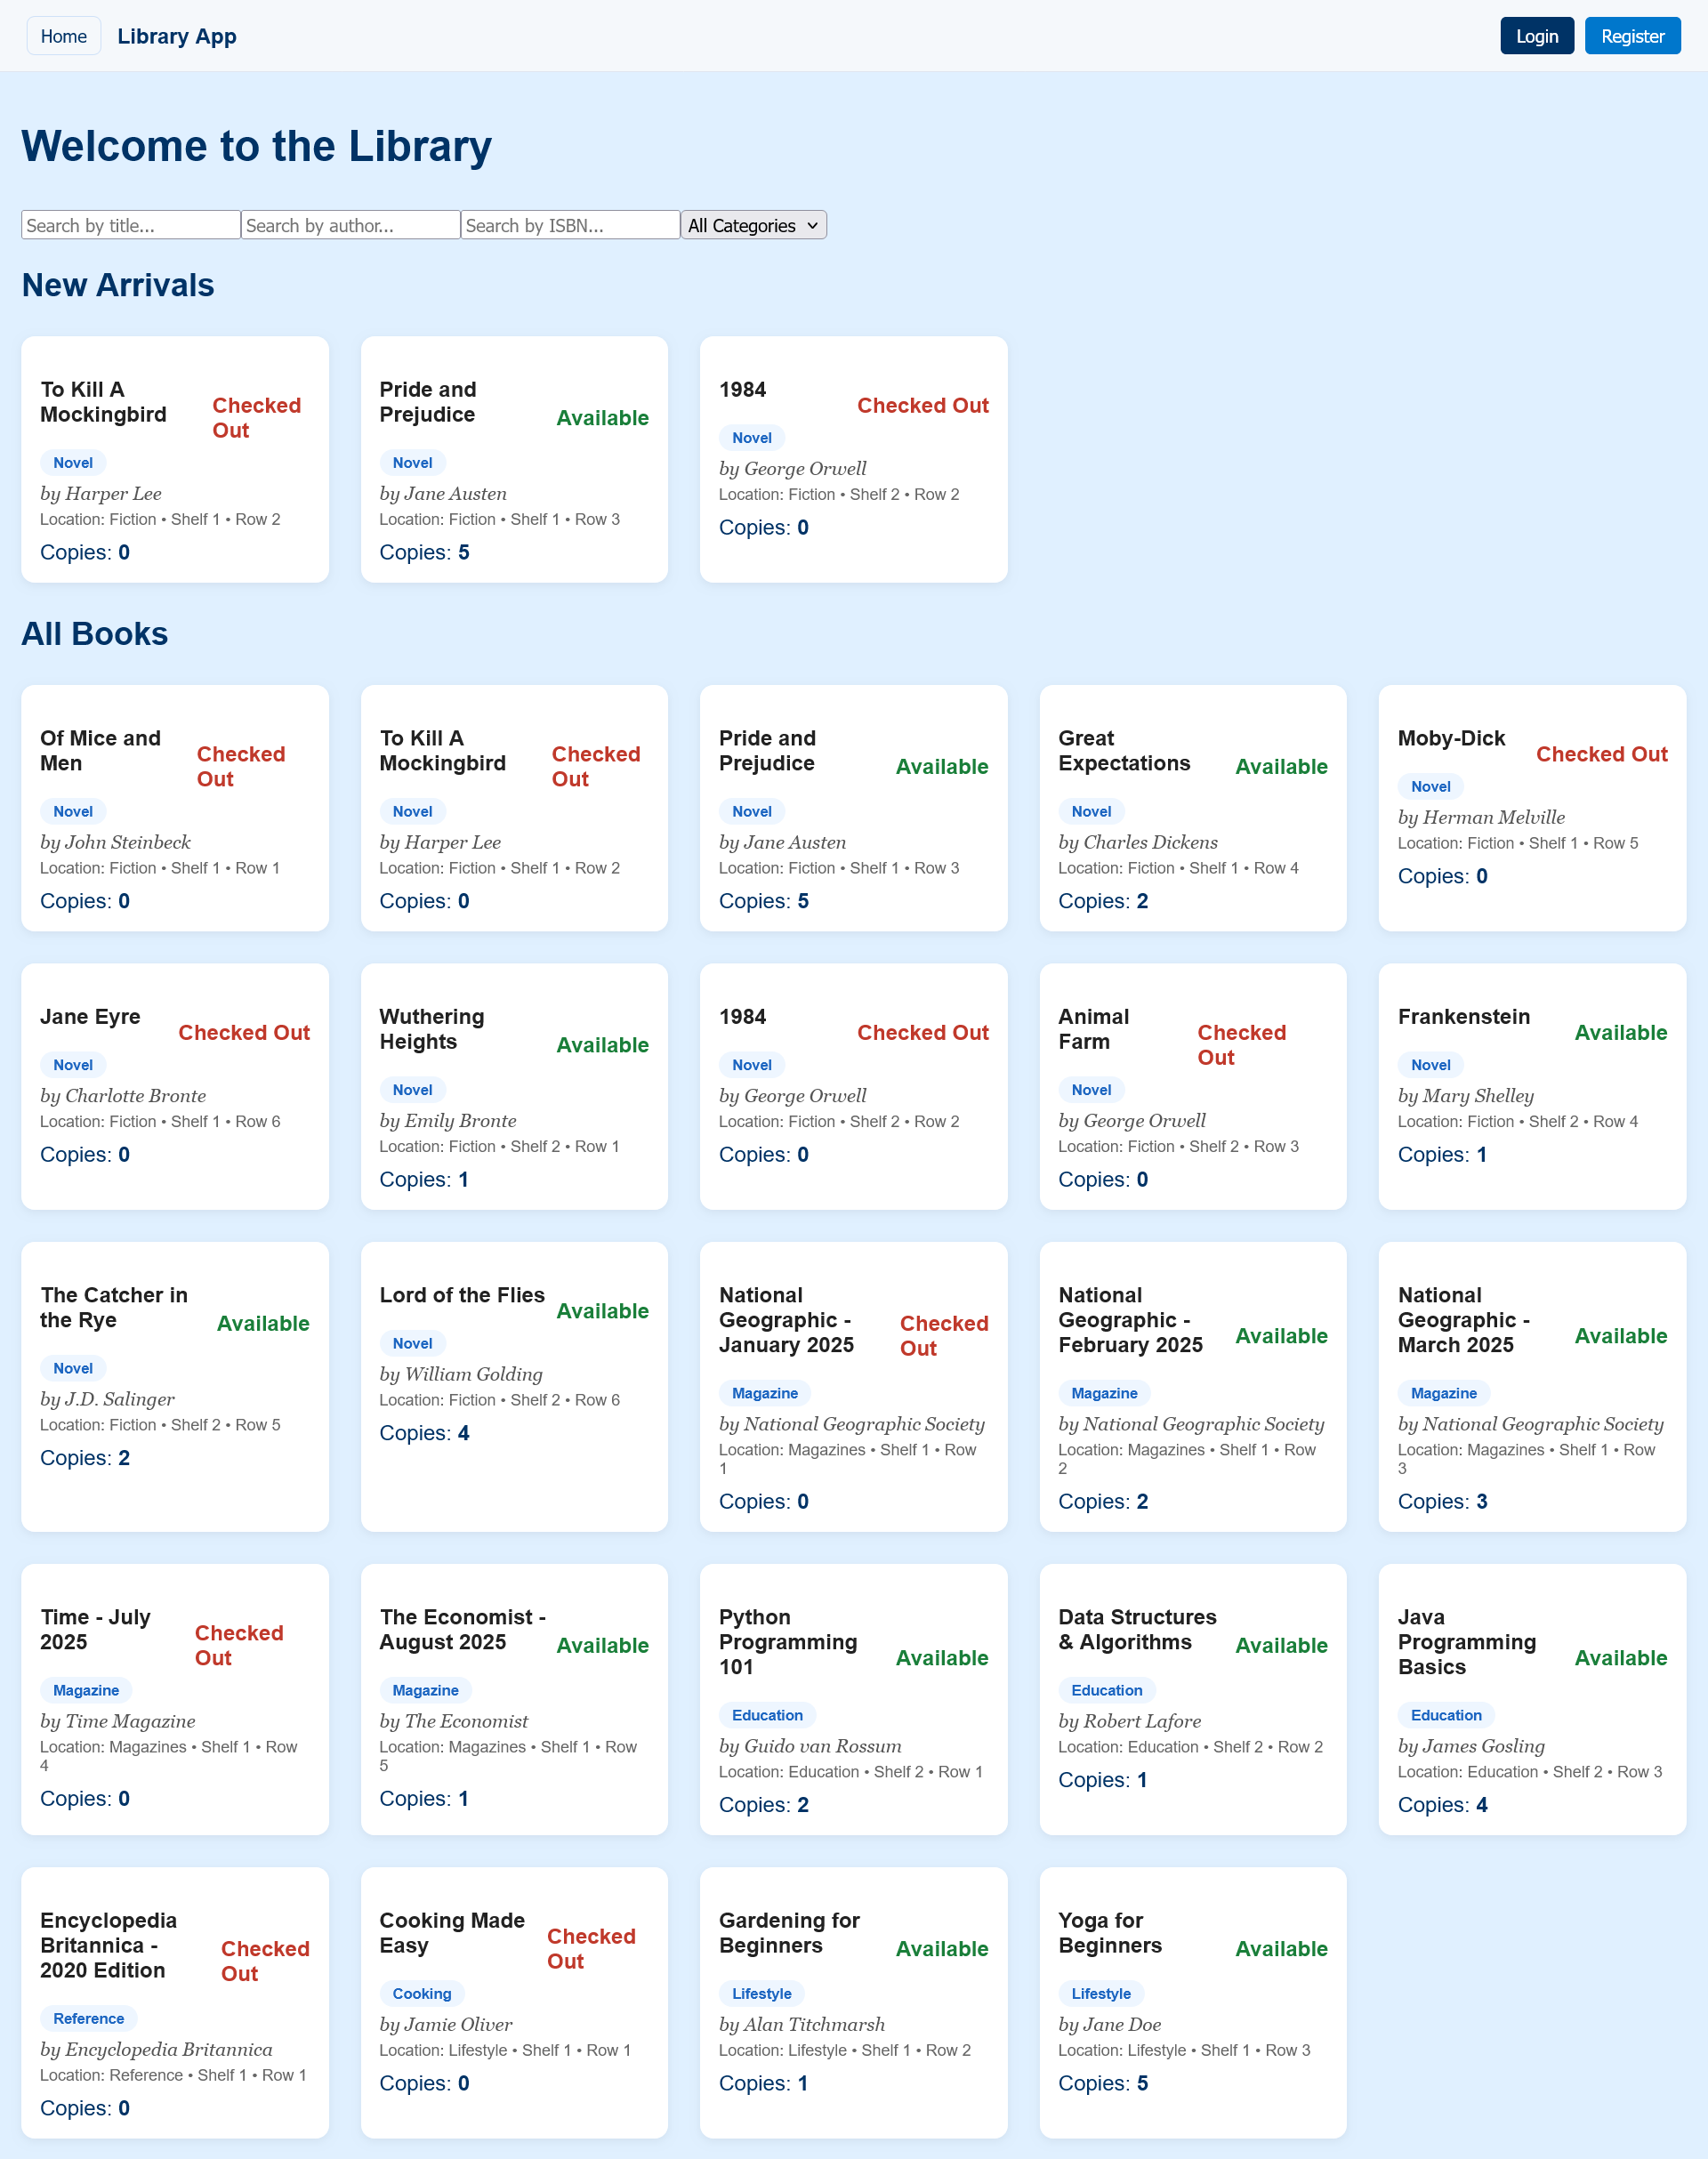 Home
Library App
Login
Register
Welcome to the Library
Search by title...
Search by author...
Search by ISBN...
All Categories
New Arrivals
To Kill A
Mockingbird
Checked
Out
Novel
by Harper Lee
Location: Fiction • Shelf 1 • Row 2
Copies: 0
Pride and
Prejudice
Available
Novel
by Jane Austen
Location: Fiction • Shelf 1 • Row 3
Copies: 5
1984
Checked Out
Novel
by George Orwell
Location: Fiction • Shelf 2 • Row 2
Copies: 0
All Books
Of Mice and
Men
Checked
Out
Novel
by John Steinbeck
Location: Fiction • Shelf 1 • Row 1
Copies: 0
To Kill A
Mockingbird
Checked
Out
Novel
by Harper Lee
Location: Fiction • Shelf 1 • Row 2
Copies: 0
Pride and
Prejudice
Available
Novel
by Jane Austen
Location: Fiction • Shelf 1 • Row 3
Copies: 5
Great
Expectations
Available
Novel
by Charles Dickens
Location: Fiction • Shelf 1 • Row 4
Copies: 2
Moby-Dick
Checked Out
Novel
by Herman Melville
Location: Fiction • Shelf 1 • Row 5
Copies: 0
Jane Eyre
Checked Out
Novel
by Charlotte Bronte
Location: Fiction • Shelf 1 • Row 6
Copies: 0
Wuthering
Heights
Available
Novel
by Emily Bronte
Location: Fiction • Shelf 2 • Row 1
Copies: 1
1984
Checked Out
Novel
by George Orwell
Location: Fiction • Shelf 2 • Row 2
Copies: 0
Animal
Farm
Checked
Out
Novel
by George Orwell
Location: Fiction • Shelf 2 • Row 3
Copies: 0
Frankenstein
Available
Novel
by Mary Shelley
Location: Fiction • Shelf 2 • Row 4
Copies: 1
The Catcher in
the Rye
Available
Novel
by J.D. Salinger
Location: Fiction • Shelf 2 • Row 5
Copies: 2
Lord of the Flies
Available
Novel
by William Golding
Location: Fiction • Shelf 2 • Row 6
Copies: 4
National
Geographic -
January 2025
Checked
Out
Magazine
by National Geographic Society
Location: Magazines • Shelf 1 • Row
1
Copies: 0
National
Geographic -
February 2025
Available
Magazine
by National Geographic Society
Location: Magazines • Shelf 1 • Row
2
Copies: 2
National
Geographic -
March 2025
Available
Magazine
by National Geographic Society
Location: Magazines • Shelf 1 • Row
3
Copies: 3
Time - July
2025
Checked
Out
Magazine
by Time Magazine
Location: Magazines • Shelf 1 • Row
4
Copies: 0
The Economist -
August 2025
Available
Magazine
by The Economist
Location: Magazines • Shelf 1 • Row
5
Copies: 1
Python
Programming
101
Available
Education
by Guido van Rossum
Location: Education • Shelf 2 • Row 1
Copies: 2
Data Structures
& Algorithms
Available
Education
by Robert Lafore
Location: Education • Shelf 2 • Row 2
Copies: 1
Java
Programming
Basics
Available
Education
by James Gosling
Location: Education • Shelf 2 • Row 3
Copies: 4
Encyclopedia
Britannica -
2020 Edition
Checked
Out
Reference
by Encyclopedia Britannica
Location: Reference • Shelf 1 • Row 1
Copies: 0
Cooking Made
Easy
Checked
Out
Cooking
by Jamie Oliver
Location: Lifestyle • Shelf 1 • Row 1
Copies: 0
Gardening for
Beginners
Available
Lifestyle
by Alan Titchmarsh
Location: Lifestyle • Shelf 1 • Row 2
Copies: 1
Yoga for
Beginners
Available
Lifestyle
by Jane Doe
Location: Lifestyle • Shelf 1 • Row 3
Copies: 5